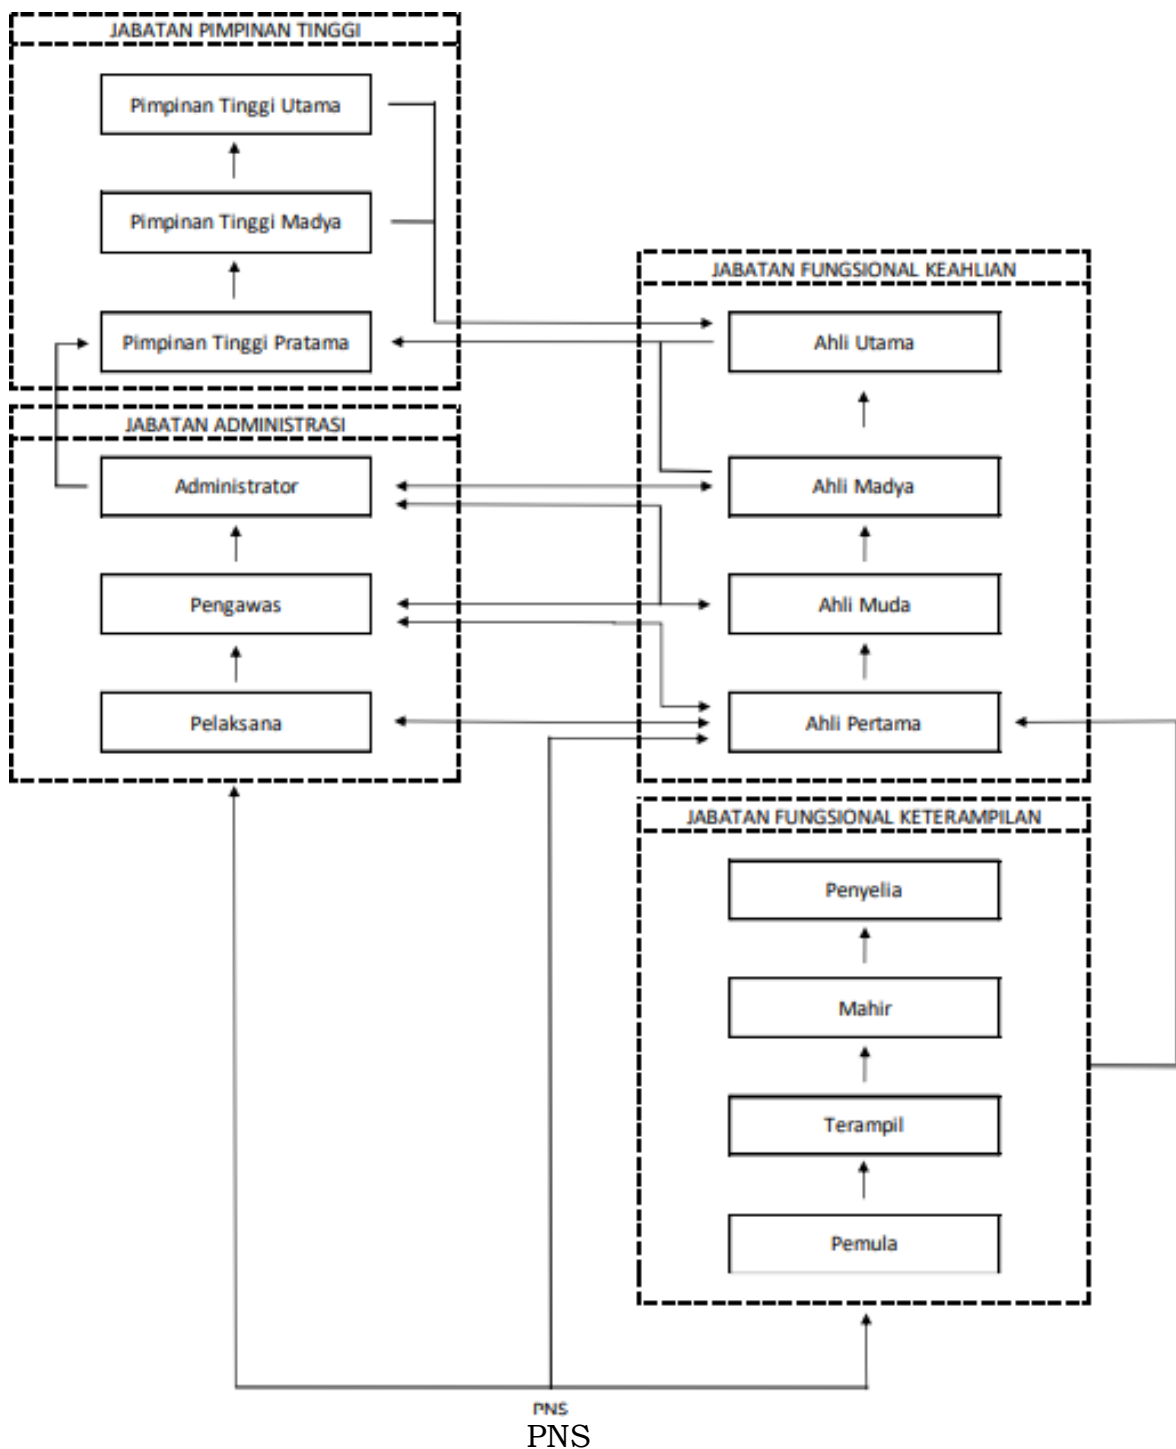 JABATAN PIMPINAN TINGGI
Pimpinan Tinggi Utama
Pimpinan Tinggi Madya
Pimpinan Tinggi Pratama
JABATAN ADMINISTRASI
Administrator
Pengawas
Pelaksana
JABATAN FUNGSIONAL KEAHLIAN
Ahli Utama
Ahli Madya
Ahli Muda
Ahli Pertama
JABATAN FUNGSIONAL KETERAMPILAN
Penyelia
Mahir
Terampil
Pemula
PNS
PNS